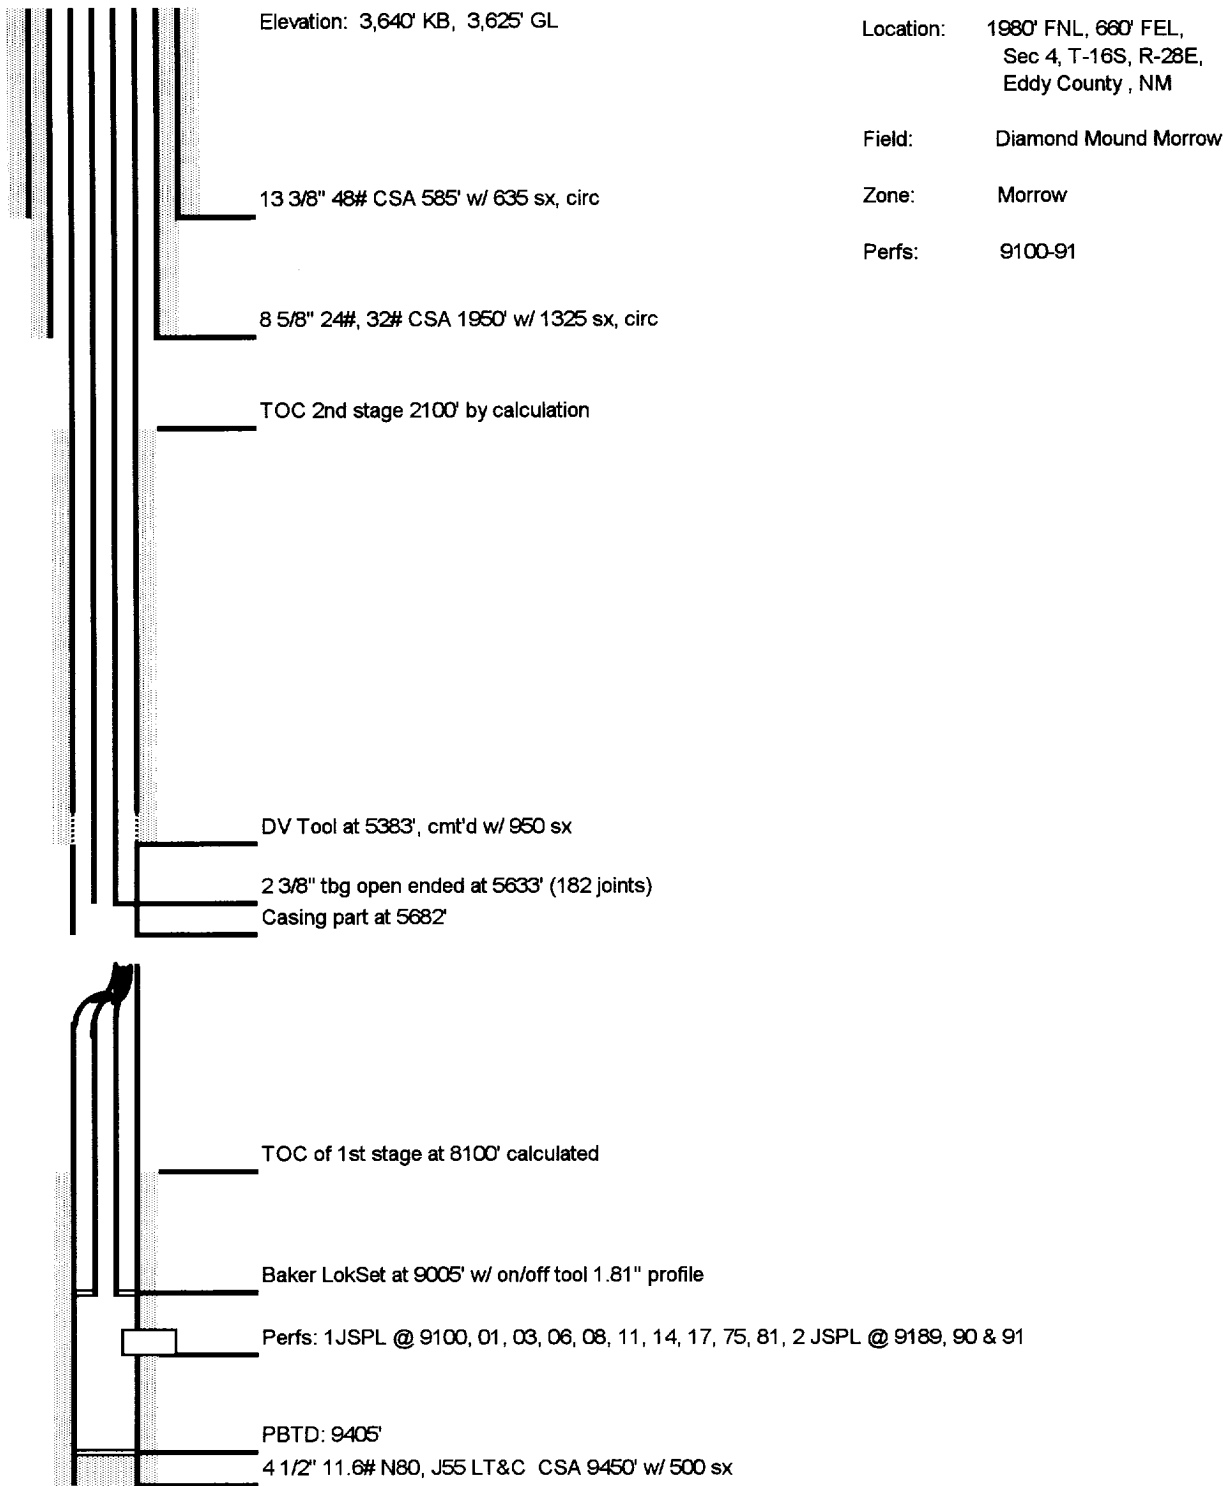 Elevation: 3,640' KB, 3,625' GL
Location: 1980' FNL, 660' FEL,
Sec 4, T-16S, R-28E,
Eddy County , NM
Field: Diamond Mound Morrow
Zone: Morrow
Perfs: 9100-91
13 3/8" 48# CSA 585' w/ 635 sx, circ
8 5/8" 24#, 32# CSA 1950' w/ 1325 sx, circ
TOC 2nd stage 2100' by calculation
DV Tool at 5383', cmt'd w/ 950 sx
2 3/8" tbg open ended at 5633' (182 joints)
Casing part at 5682'
TOC of 1st stage at 8100' calculated
Baker LokSet at 9005' w/ on/off tool 1.81" profile
Perfs: 1JSPL @ 9100, 01, 03, 06, 08, 11, 14, 17, 75, 81, 2 JSPL @ 9189, 90 & 91
PBTD: 9405'
4 1/2" 11.6# N80, J55 LT&C CSA 9450' w/ 500 sx